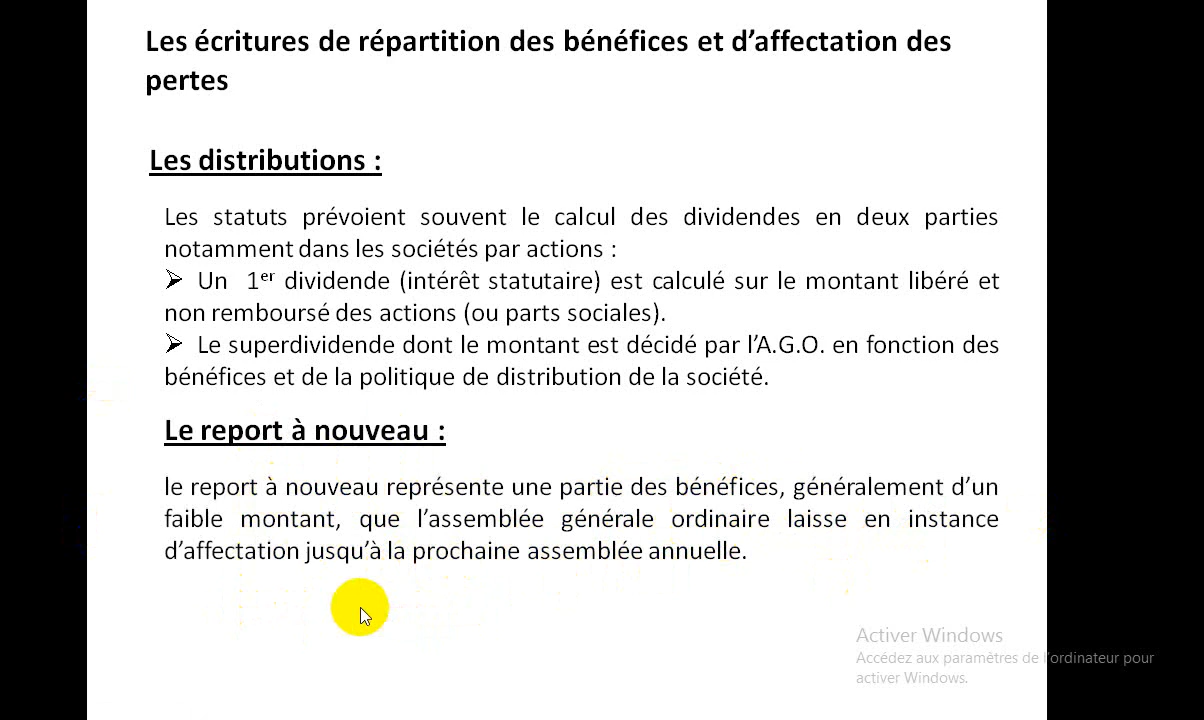 Les écritures de répartition des bénéfices et d’affectation des
pertes
Les distributions :
Les statuts prévoient souvent le calcul des dividendes en deux parties
notamment dans les sociétés par actions :
➢ Un 1er dividende (intérêt statutaire) est calculé sur le montant libéré et
non remboursé des actions (ou parts sociales).
➢ Le superdividende dont le montant est décidé par l’A.G.O. en fonction des
bénéfices et de la politique de distribution de la société.
Le report à nouveau :
le report à nouveau représente une partie des bénéfices, généralement d’un
faible montant, que l’assemblée générale ordinaire laisse en instance
d’affectation jusqu’à la prochaine assemblée annuelle.
Activer Windows
Accédez aux paramètres de l'ordinateur pour
activer Windows.